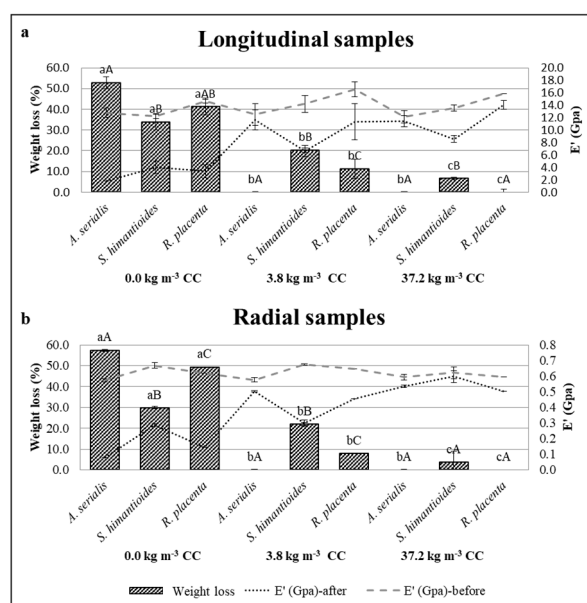 a
Longitudinal samples
60.0
50.0
40.0
30.0
20.0
10.0
0.0
Weight loss (%)
aA
aB
aAB
bA
bB
bC
bA
cB
cA
20.0
18.0
16.0
14.0
12.0
10.0
8.0
6.0
4.0
2.0
0.0
E' (Gpa)
A. serialis
S. himantioides
R. placenta
A. serialis
S. himantioides
R. placenta
A. serialis
S. himantioides
R. placenta
0.0 kg m-3 CC
3.8 kg m-3 CC
37.2 kg m-3 CC
b
Radial samples
60.0
50.0
40.0
30.0
20.0
10.0
0.0
Weight loss (%)
aA
aB
aC
bA
bB
bC
bA
cA
cA
0.8
0.7
0.6
0.5
0.4
0.3
0.2
0.1
0.0
E' (Gpa)
A. serialis
S. himantioides
R. placenta
A. serialis
S. himantioides
R. placenta
A. serialis
S. himantioides
R. placenta
0.0 kg m-3 CC
3.8 kg m-3 CC
37.2 kg m-3 CC
Weight loss
E' (Gpa)-after
E' (Gpa)-before